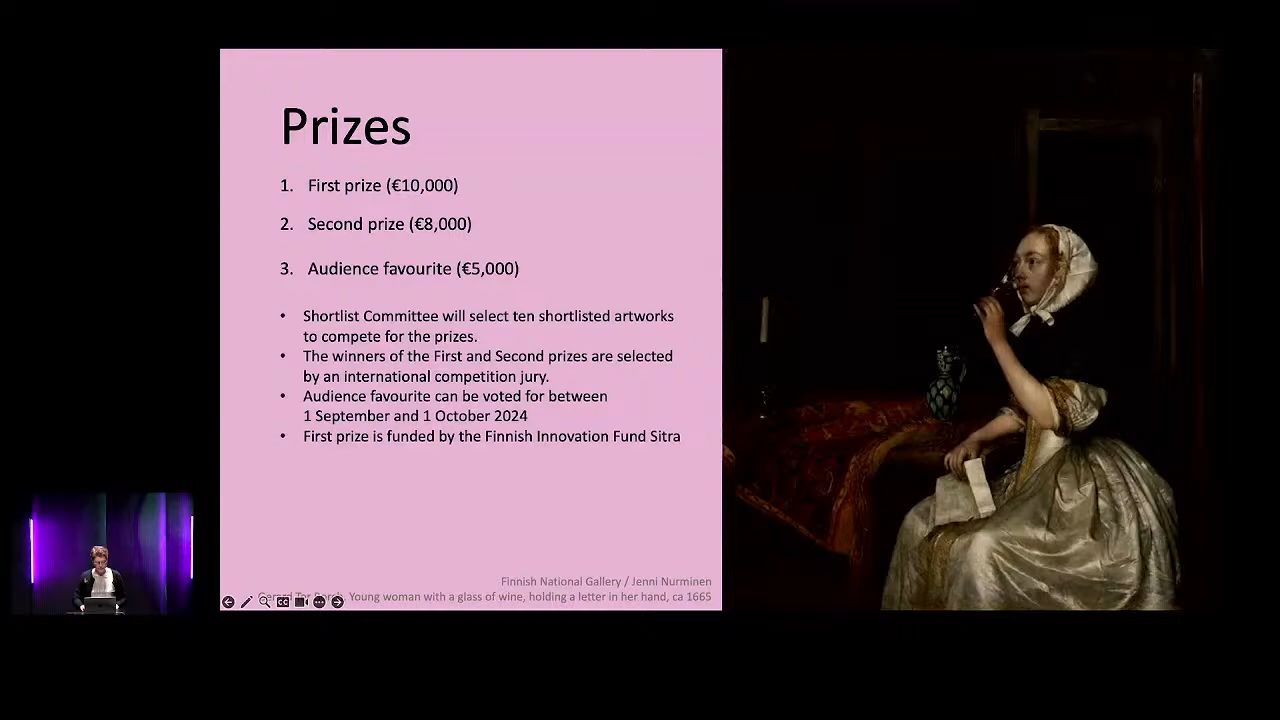 Prizes
1. First prize (€10,000)
2. Second prize (€8,000)
3. Audience favourite (€5,000)
• Shortlist Committee will select ten shortlisted artworks
to compete for the prizes.
• The winners of the First and Second prizes are selected
by an international competition jury.
• Audience favourite can be voted for between
1 September and 1 October 2024
• First prize is funded by the Finnish Innovation Fund Sitra
Finnish National Gallery / Jenni Nurminen
Young woman with a glass of wine, holding a letter in her hand, ca 1665